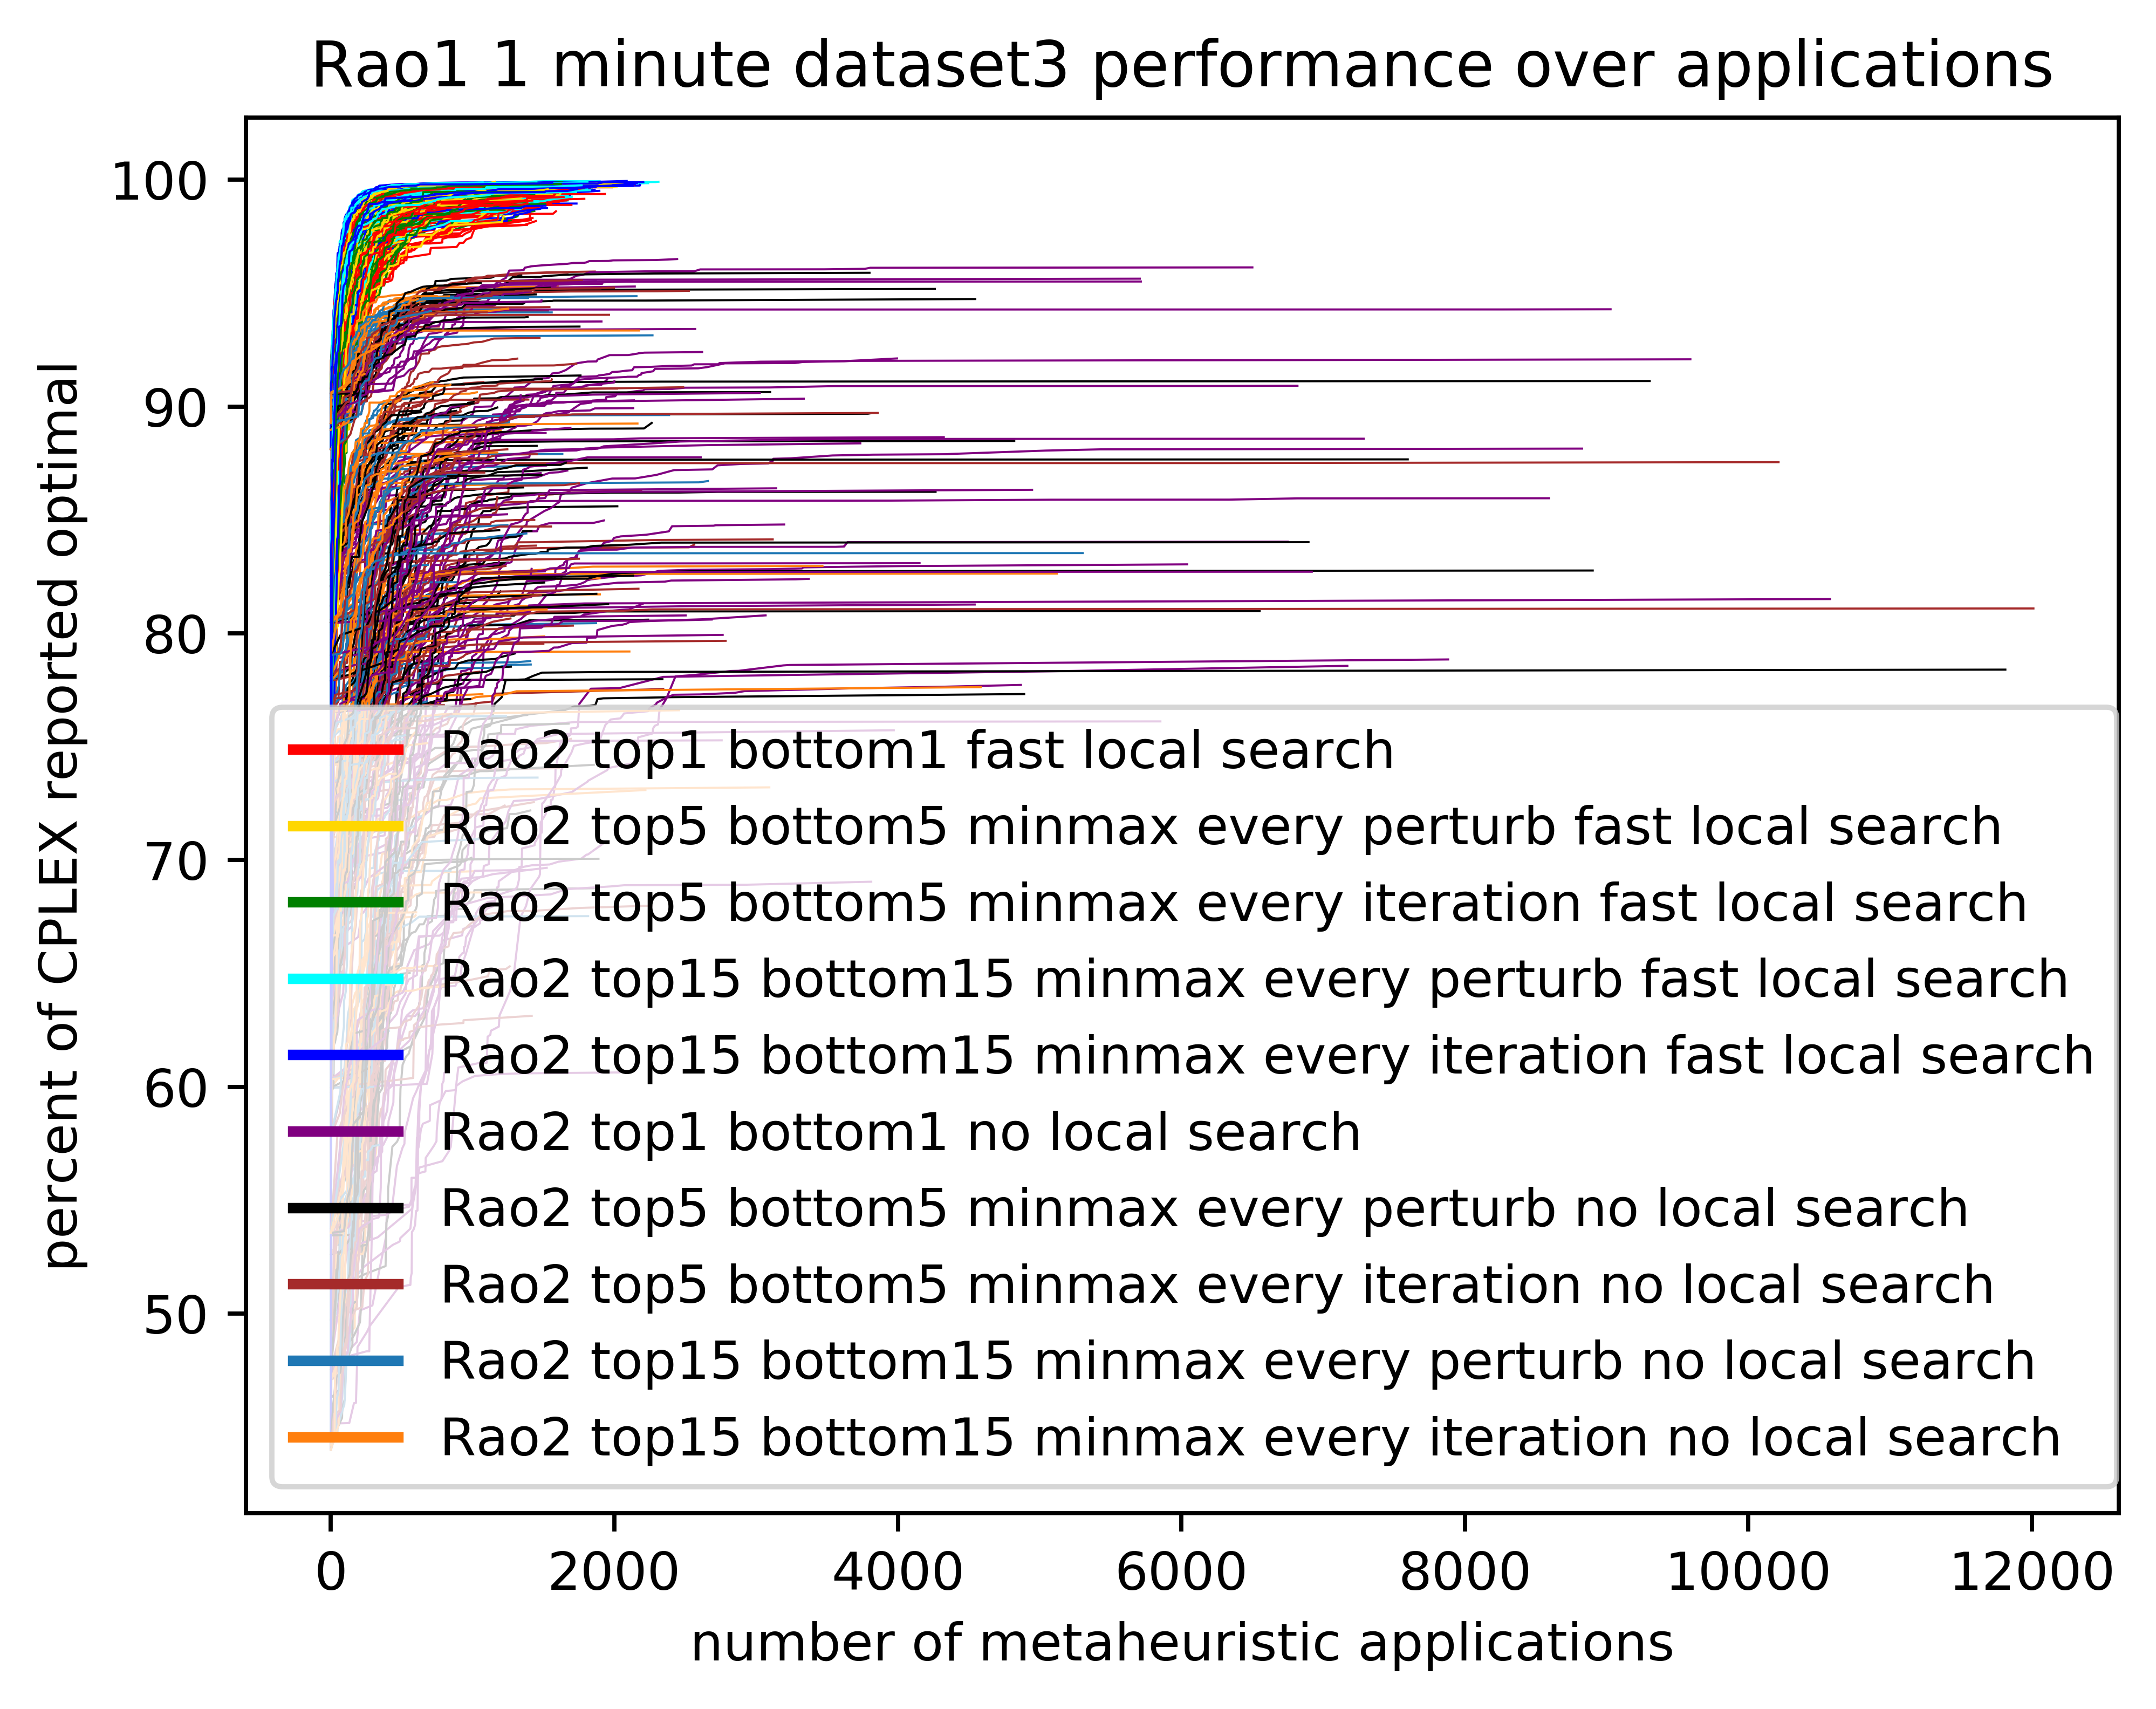 Rao1 1 minute dataset3 performance over applications
percent of CPLEX reported optimal
100
90
80
70
60
50
Rao2 top1 bottom1 fast local search
Rao2 top5 bottom5 minmax every perturb fast local search
Rao2 top5 bottom5 minmax every iteration fast local search
Rao2 top15 bottom15 minmax every perturb fast local search
Rao2 top15 bottom15 minmax every iteration fast local search
Rao2 top1 bottom1 no local search
Rao2 top5 bottom5 minmax every perturb no local search
Rao2 top5 bottom5 minmax every iteration no local search
Rao2 top15 bottom15 minmax every perturb no local search
Rao2 top15 bottom15 minmax every iteration no local search
0 2000 4000 6000 8000 10000 12000
number of metaheuristic applications